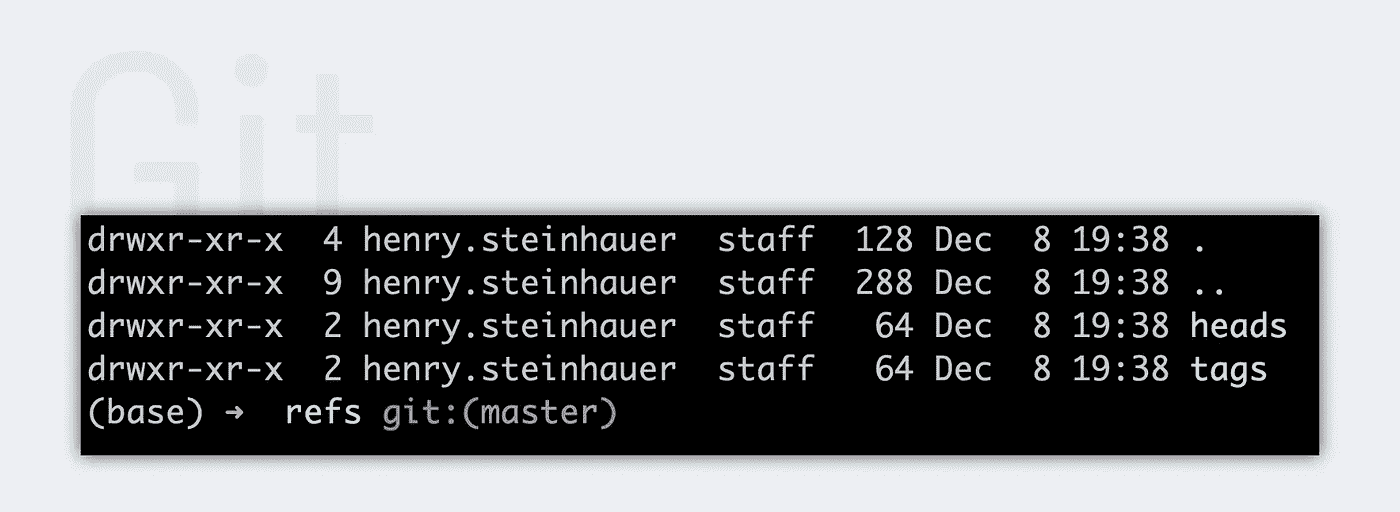 Git
drwxr-xr-x  4 henry.steinhauer  staff  128 Dec  8 19:38 .
drwxr-xr-x  9 henry.steinhauer  staff  288 Dec  8 19:38 ..
drwxr-xr-x  2 henry.steinhauer  staff   64 Dec  8 19:38 heads
drwxr-xr-x  2 henry.steinhauer  staff   64 Dec  8 19:38 tags
(base) ➜  refs git:(master)